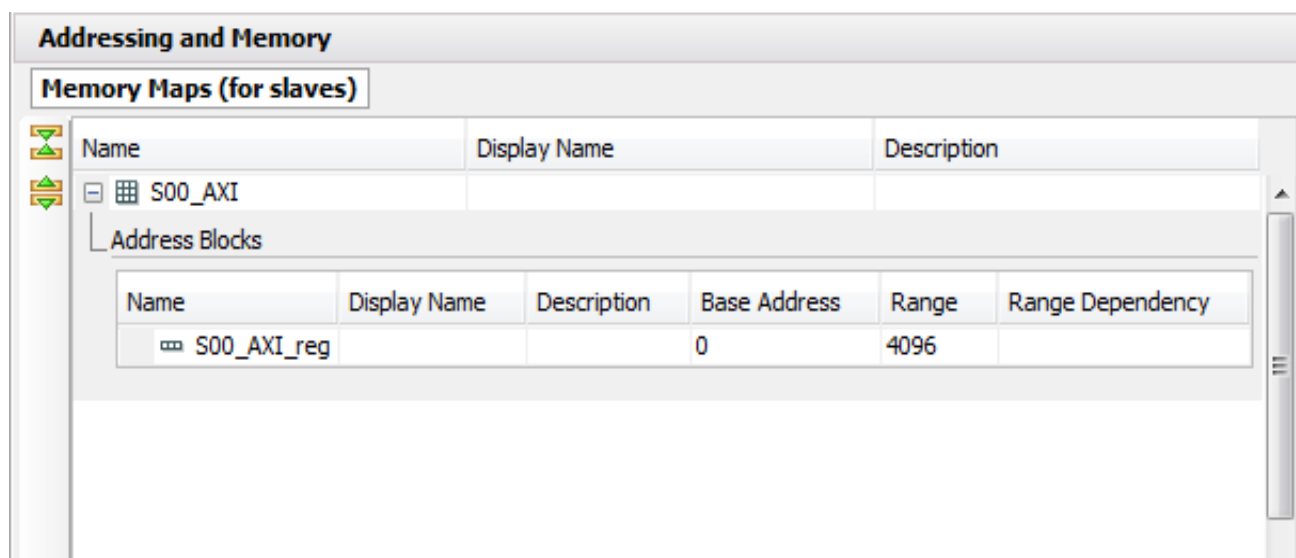 Addressing and Memory
Memory Maps (for slaves)
Name Display Name Description
S00_AXI
Address Blocks
Name Display Name Description Base Address Range Range Dependency
S00_AXI_reg 0 4096